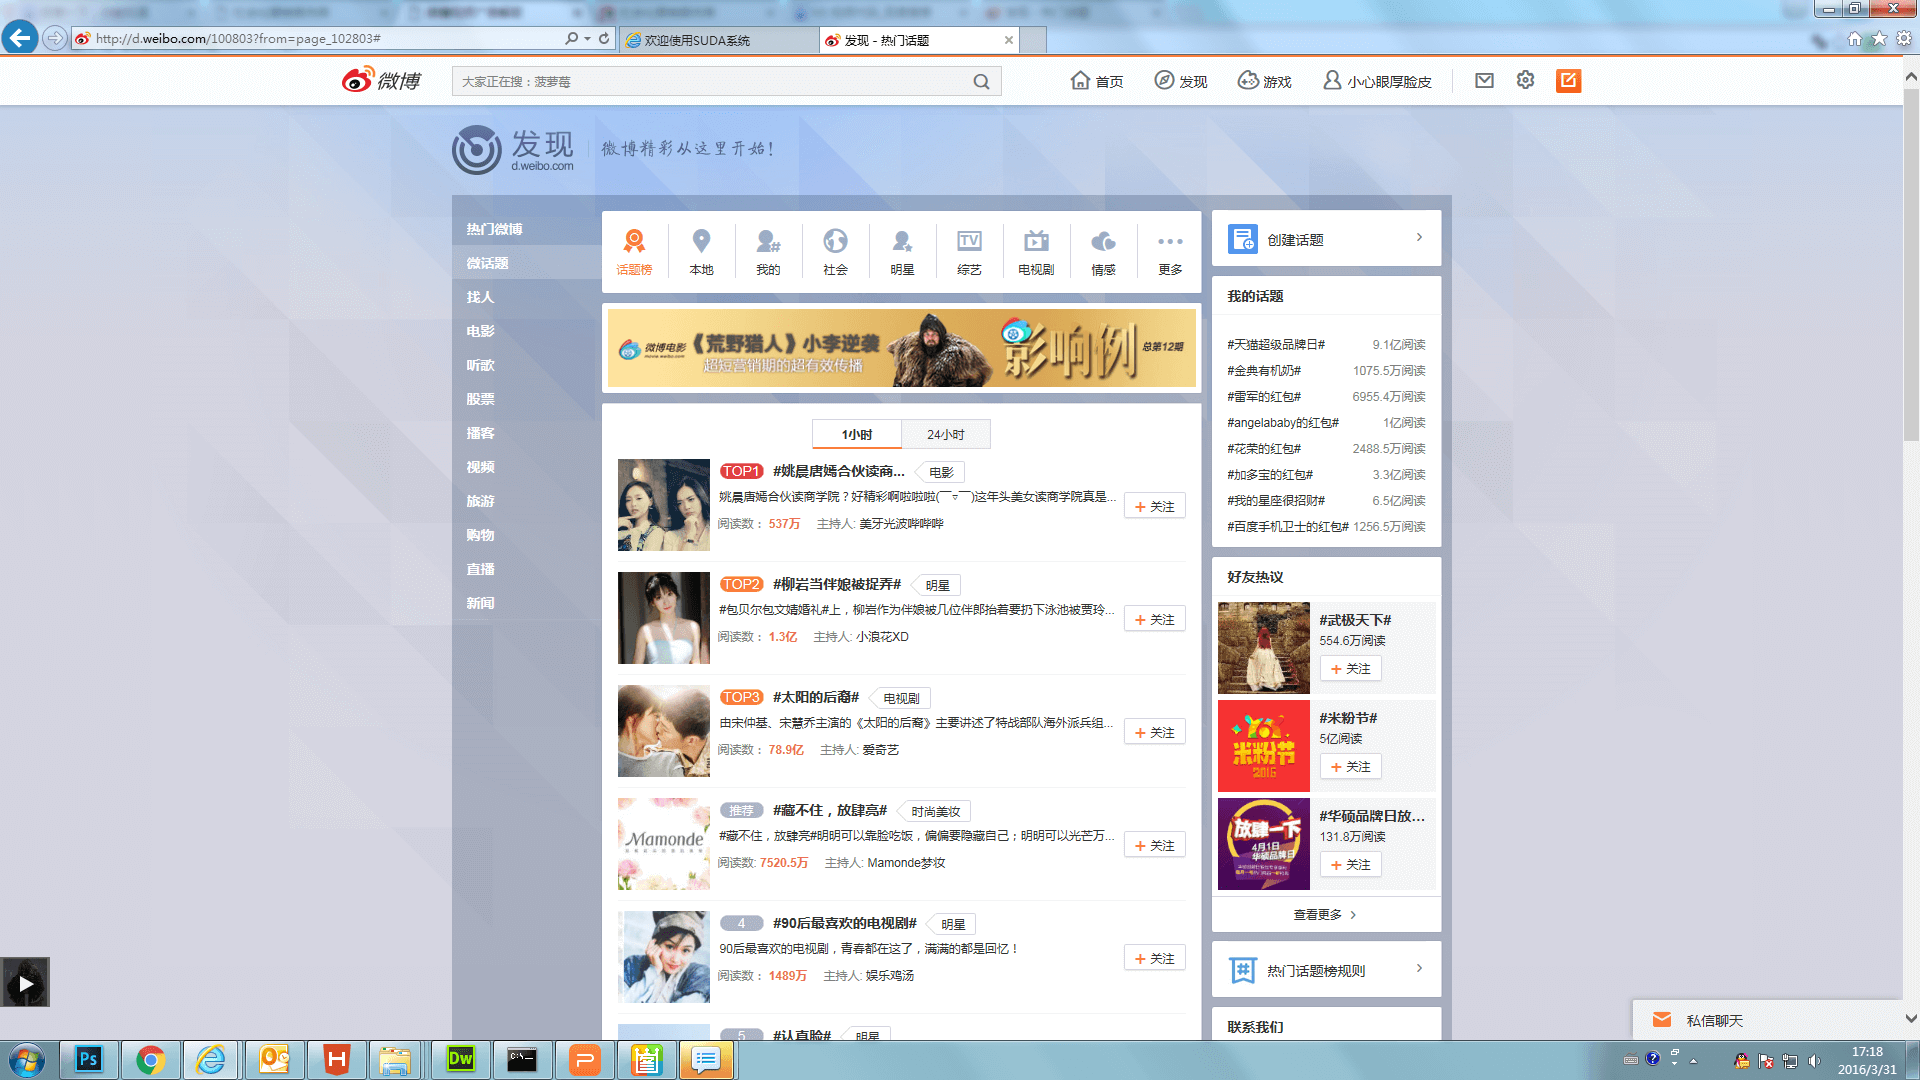 http://d.weibo.com/100803?from=page_102803#
欢迎使用SUDA系统
发现 - 热门话题
微博
大家正在搜：菠萝莓
首页
发现
游戏
小心眼厚脸皮
发现
d.weibo.com
微博精彩从这里开始！
热门微博
微话题
找人
电影
听歌
股票
播客
视频
旅游
购物
直播
新闻
话题榜
本地
我的
社会
明星
综艺
电视剧
情感
更多
微博电影
《荒野猎人》小李逆袭
超短营销期的超有效传播
影响例
总第12期
1小时
24小时
TOP1 #姚晨唐嫣合伙读商... 电影
姚晨唐嫣合伙读商学院？好精彩啊啦啦啦(￣▿￣)这年头美女读商学院真是...
阅读数： 537万 主持人: 美牙光波哔哔哔
+ 关注
TOP2 #柳岩当伴娘被捉弄# 明星
#包贝尔包文婧婚礼#上，柳岩作为伴娘被几位伴郎抬着要扔下泳池被贾玲...
阅读数： 1.3亿 主持人: 小浪花XD
+ 关注
TOP3 #太阳的后裔# 电视剧
由宋仲基、宋慧乔主演的《太阳的后裔》主要讲述了特战部队海外派兵组...
阅读数： 78.9亿 主持人: 爱奇艺
+ 关注
Mamonde
推荐 #藏不住，放肆亮# 时尚美妆
#藏不住，放肆亮#明明可以靠脸吃饭，偏偏要隐藏自己；明明可以光芒万...
阅读数: 7520.5万 主持人: Mamonde梦妆
+ 关注
4 #90后最喜欢的电视剧# 明星
90后最喜欢的电视剧，青春都在这了，满满的都是回忆！
阅读数： 1489万 主持人: 娱乐鸡汤
+ 关注
5 #认真脸# 明星
创建话题
我的话题
#天猫超级品牌日# 9.1亿阅读
#金典有机奶# 1075.5万阅读
#雷军的红包# 6955.4万阅读
#angelababy的红包# 1亿阅读
#花荣的红包# 2488.5万阅读
#加多宝的红包# 3.3亿阅读
#我的星座很招财# 6.5亿阅读
#百度手机卫士的红包# 1256.5万阅读
好友热议
#武极天下#
554.6万阅读
+ 关注
米粉节
2016
#米粉节#
5亿阅读
+ 关注
放肆一下
4月1日
华硕品牌日
#华硕品牌日放...
131.8万阅读
+ 关注
查看更多
热门话题榜规则
联系我们
私信聊天
17:18
2016/3/31